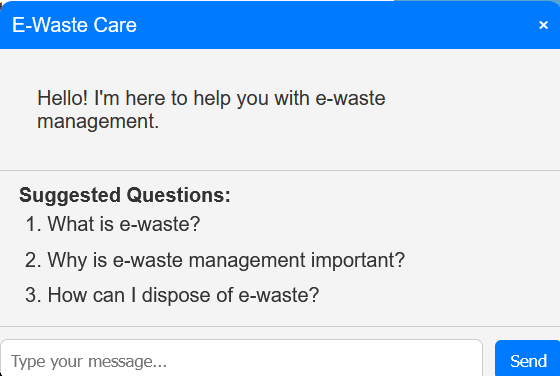 E-Waste Care ×
Hello! I'm here to help you with e-waste
management.
Suggested Questions:
1. What is e-waste?
2. Why is e-waste management important?
3. How can I dispose of e-waste?
Type your message...
Send